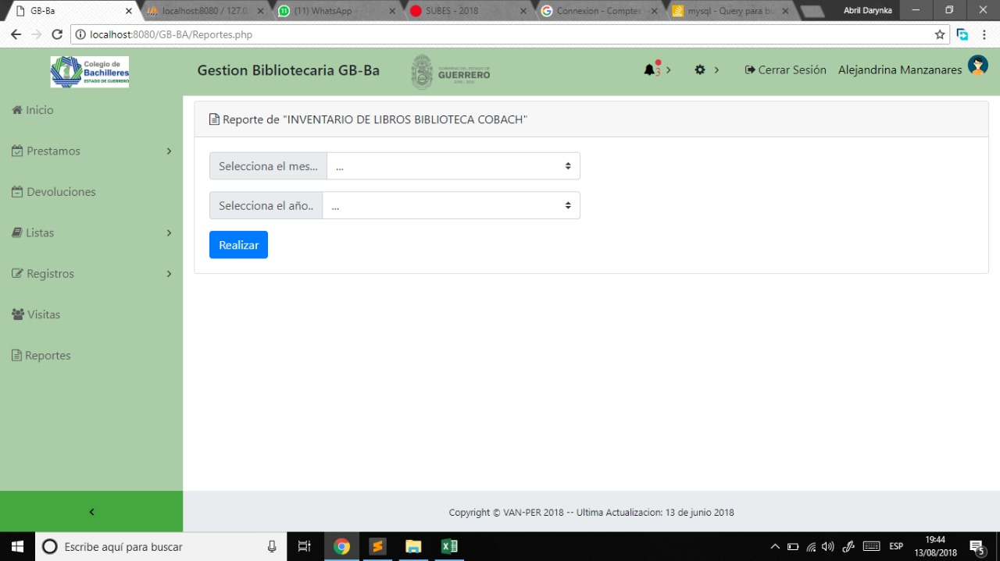 GB-Ba
localhost:8080 / 127.0.
(11) WhatsApp
SUBES - 2018
Connexion - Comptes
mysql - Query para bu
Abril Darynka
localhost:8080/GB-BA/Reportes.php
Colegio de
Bachilleres
ESTADO DE GUERRERO
Gestion Bibliotecaria GB-Ba
GUERRERO
3
Cerrar Sesión
Alejandrina Manzanares
Inicio
Prestamos
Devoluciones
Listas
Registros
Visitas
Reportes
Reporte de "INVENTARIO DE LIBROS BIBLIOTECA COBACH"
Selecciona el mes... ...
Selecciona el año.. ...
Realizar
Copyright © VAN-PER 2018 -- Ultima Actualizacion: 13 de junio 2018
Escribe aquí para buscar
ESP
19:44
13/08/2018
5